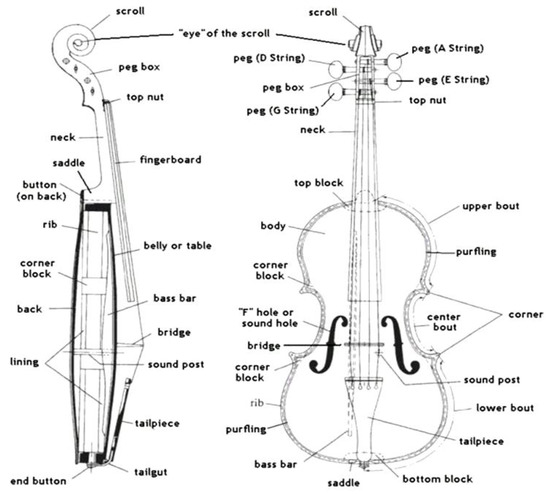 scroll
"eye" of the scroll
peg box
top nut
neck
fingerboard
saddle
button
(on back)
rib
belly or table
corner
block
back
bass bar
bridge
lining
sound post
tailpiece
end button
tailgut
scroll
peg (A String)
peg (D String)
peg (E String)
peg box
peg (G String)
top nut
neck
top block
upper bout
body
purfling
corner
block
corner
"F" hole or
sound hole
center
bout
bridge
corner
block
sound post
rib
lower bout
purfling
tailpiece
bass bar
saddle
bottom block